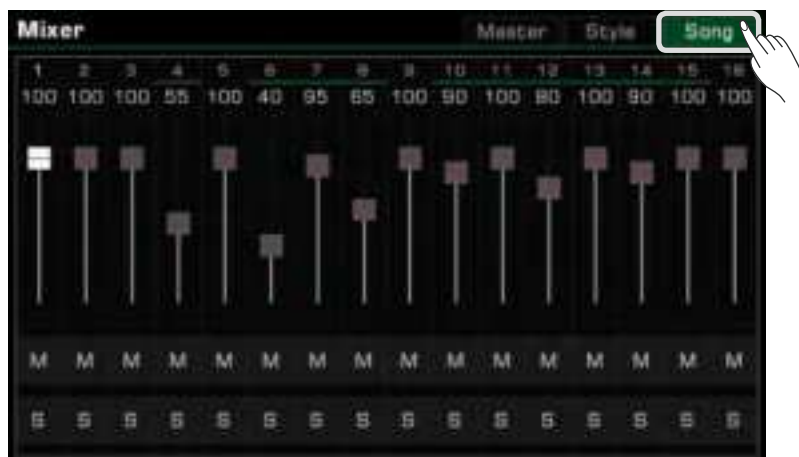 Mixer Master Style Song
1 2 3 4 5 6 7 8 9 10 11 12 13 14 15 16
100 100 100 55 100 40 95 65 100 90 100 80 100 90 100 100
M M M M M M M M M M M M M M M M
S S S S S S S S S S S S S S S S